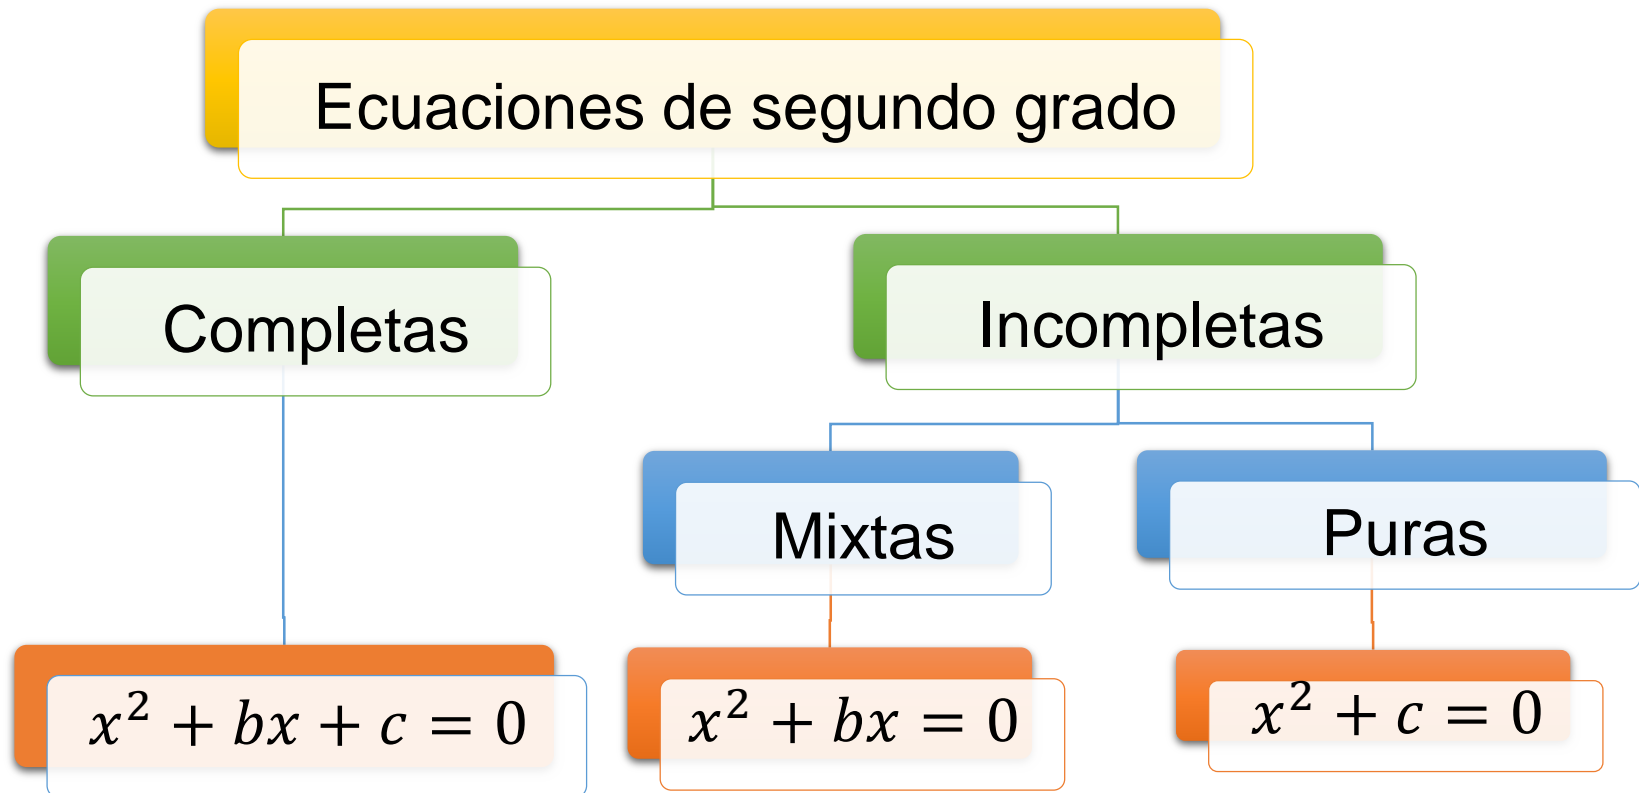 Ecuaciones de segundo grado
Completas
Incompletas
Mixtas
Puras
x² + bx + c = 0
x² + bx = 0
x² + c = 0